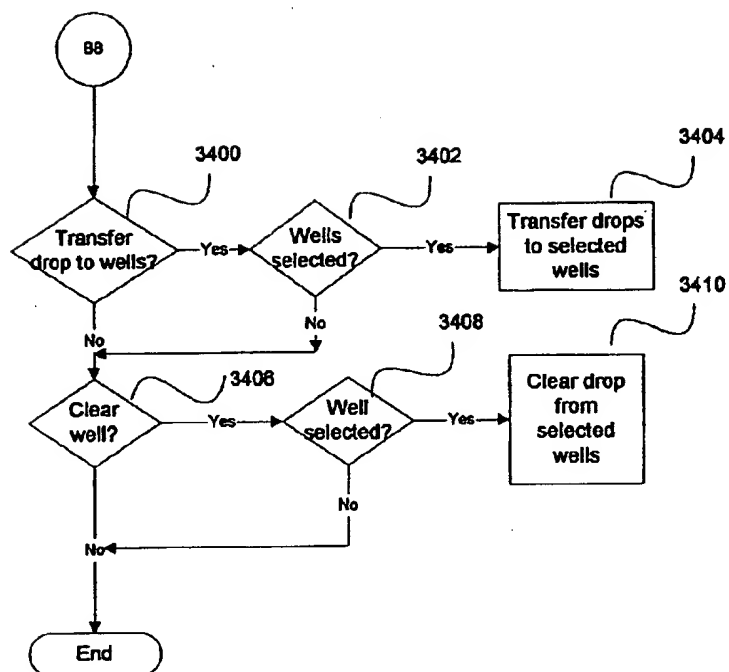 BB
3400
3402
3404
Transfer
drop to wells?
Yes
Wells
selected?
Yes
Transfer drops
to selected
wells
No
No
3410
3406
3408
Clear
well?
Yes
Well
selected?
Yes
Clear drop
from
selected
wells
No
No
End